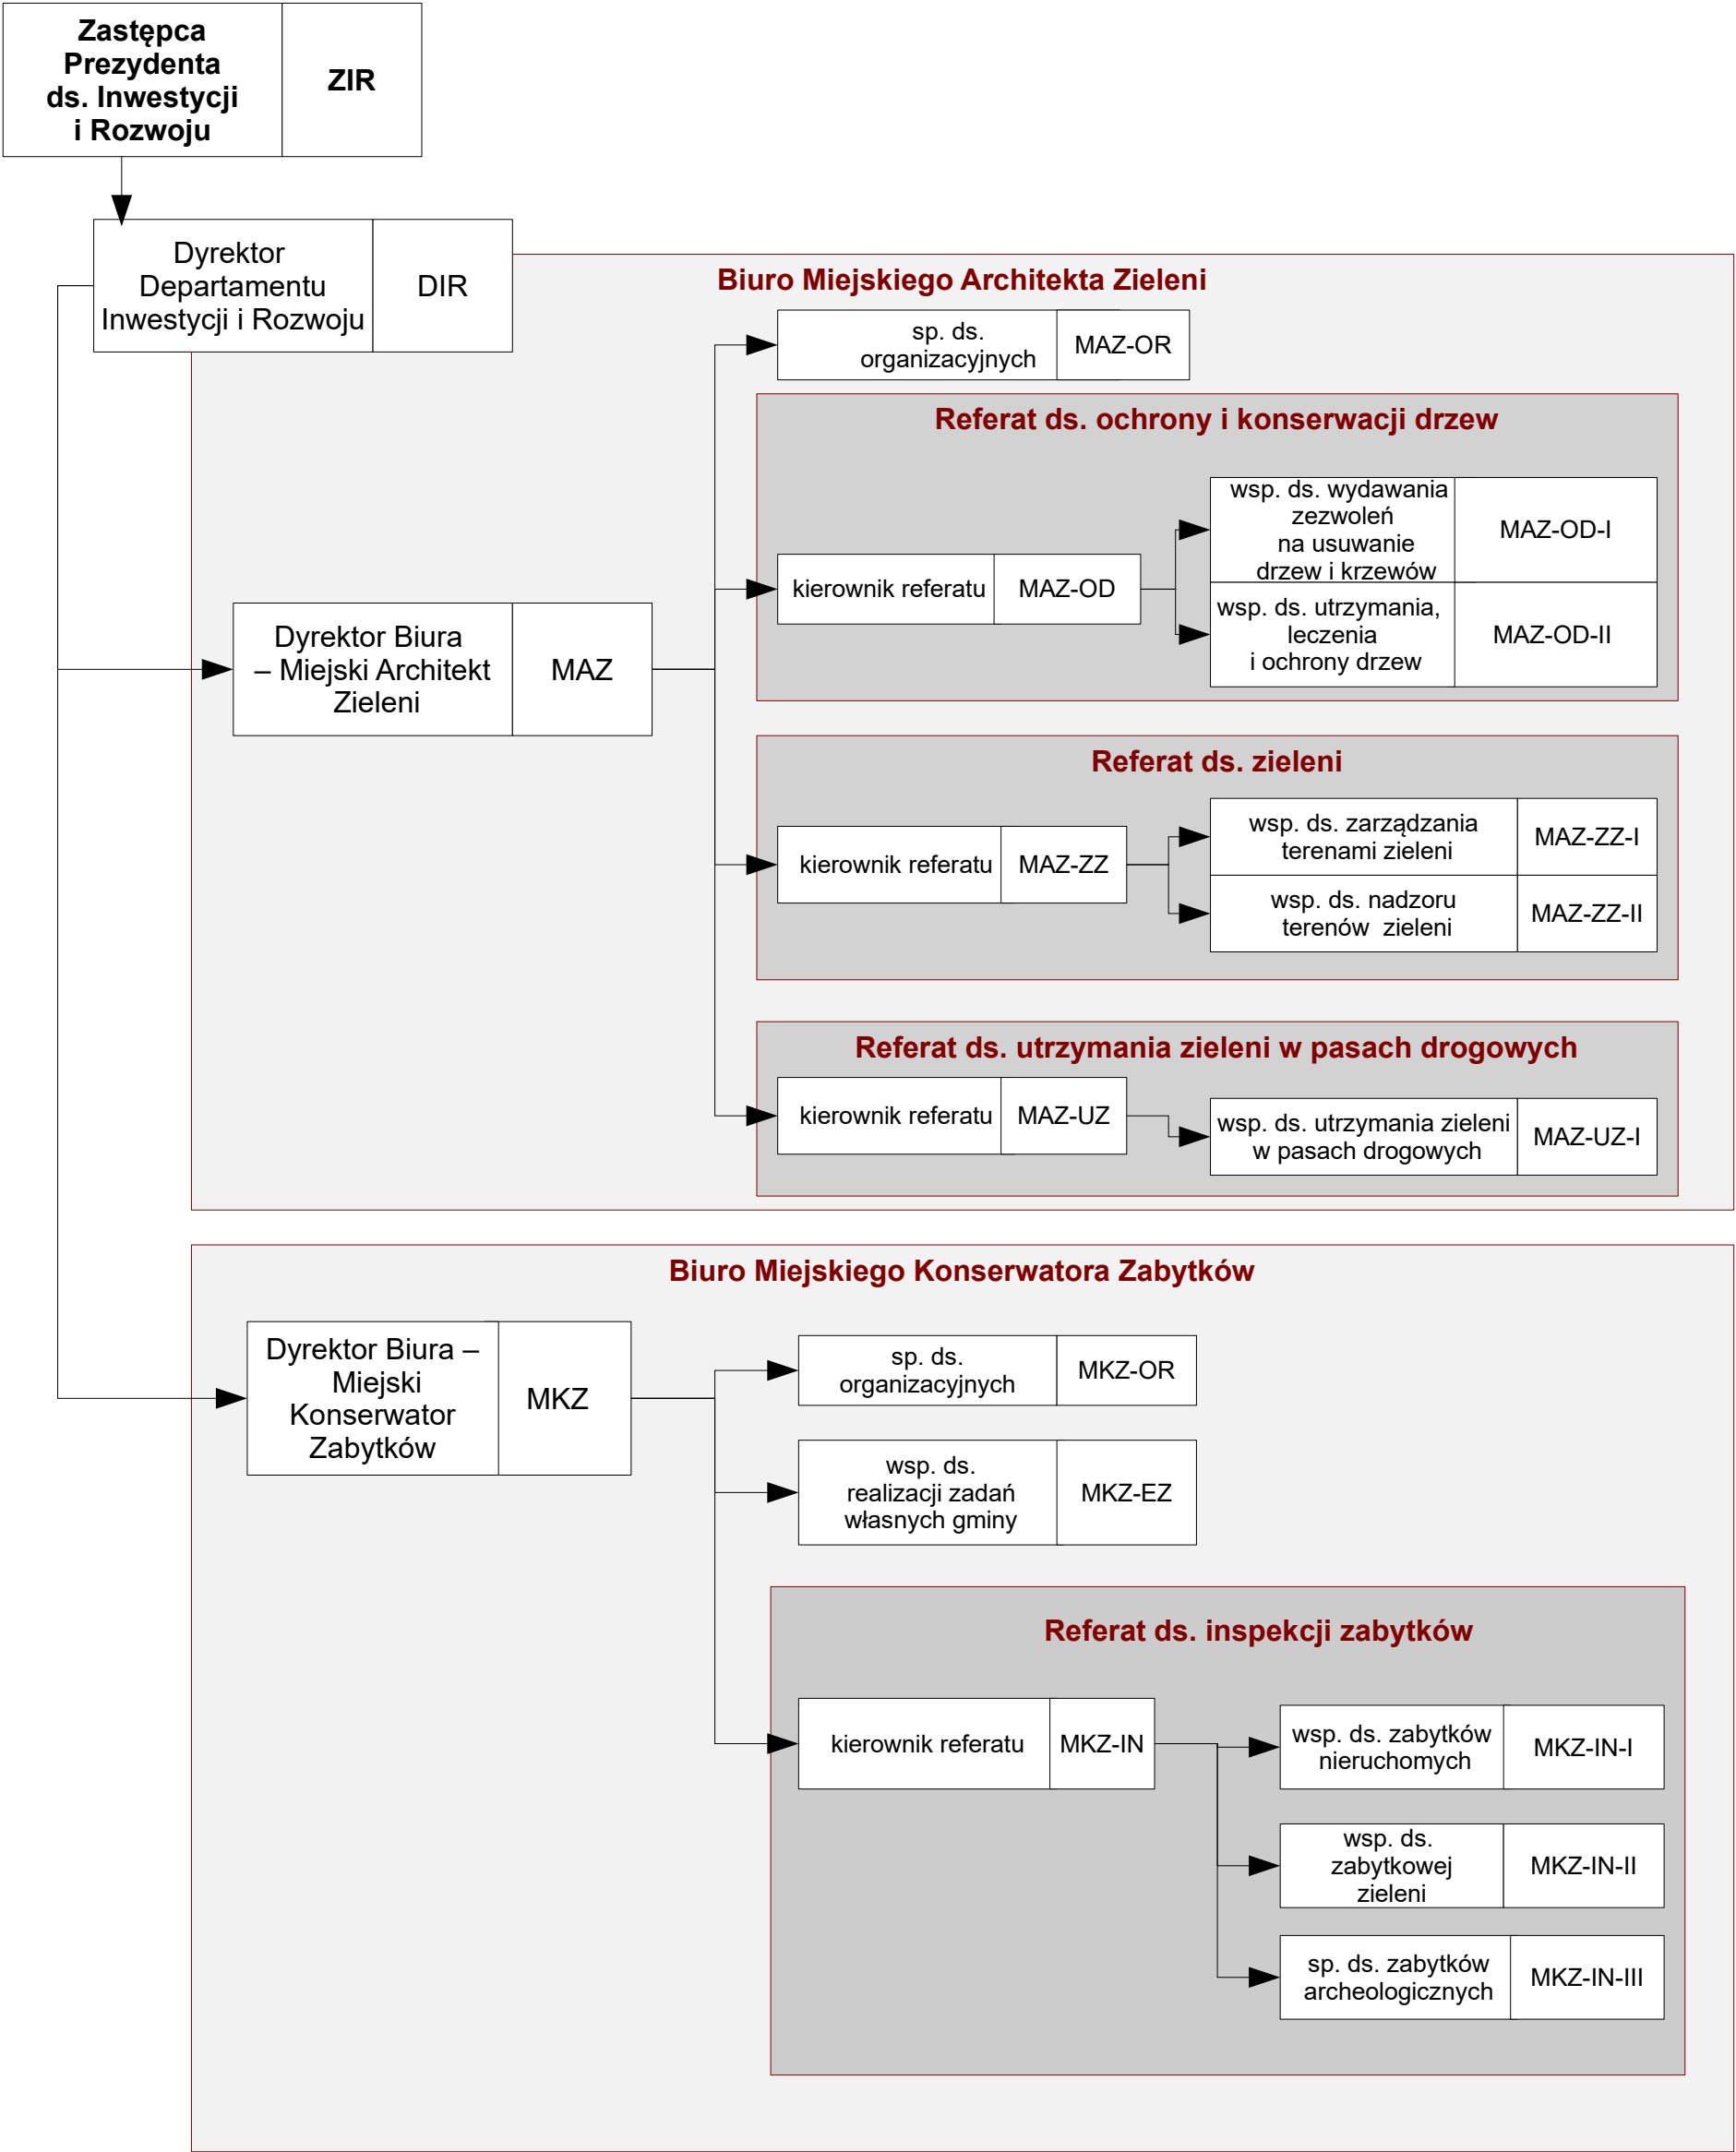 Zastępca
Prezydenta
ds. Inwestycji
i Rozwoju
ZIR
Dyrektor
Departamentu
Inwestycji i Rozwoju
DIR
Biuro Miejskiego Architekta Zieleni
sp. ds.
organizacyjnych
MAZ-OR
Referat ds. ochrony i konserwacji drzew
wsp. ds. wydawania
zezwoleń
na usuwanie
drzew i krzewów
MAZ-OD-I
kierownik referatu
MAZ-OD
wsp. ds. utrzymania,
leczenia
i ochrony drzew
MAZ-OD-II
Dyrektor Biura
– Miejski Architekt
Zieleni
MAZ
Referat ds. zieleni
wsp. ds. zarządzania
terenami zieleni
MAZ-ZZ-I
kierownik referatu
MAZ-ZZ
wsp. ds. nadzoru
terenów  zieleni
MAZ-ZZ-II
Referat ds. utrzymania zieleni w pasach drogowych
kierownik referatu
MAZ-UZ
wsp. ds. utrzymania zieleni
w pasach drogowych
MAZ-UZ-I
Biuro Miejskiego Konserwatora Zabytków
Dyrektor Biura –
Miejski
Konserwator
Zabytków
MKZ
sp. ds.
organizacyjnych
MKZ-OR
wsp. ds.
realizacji zadań
własnych gminy
MKZ-EZ
Referat ds. inspekcji zabytków
kierownik referatu
MKZ-IN
wsp. ds. zabytków
nieruchomych
MKZ-IN-I
wsp. ds.
zabytkowej
zieleni
MKZ-IN-II
sp. ds. zabytków
archeologicznych
MKZ-IN-III